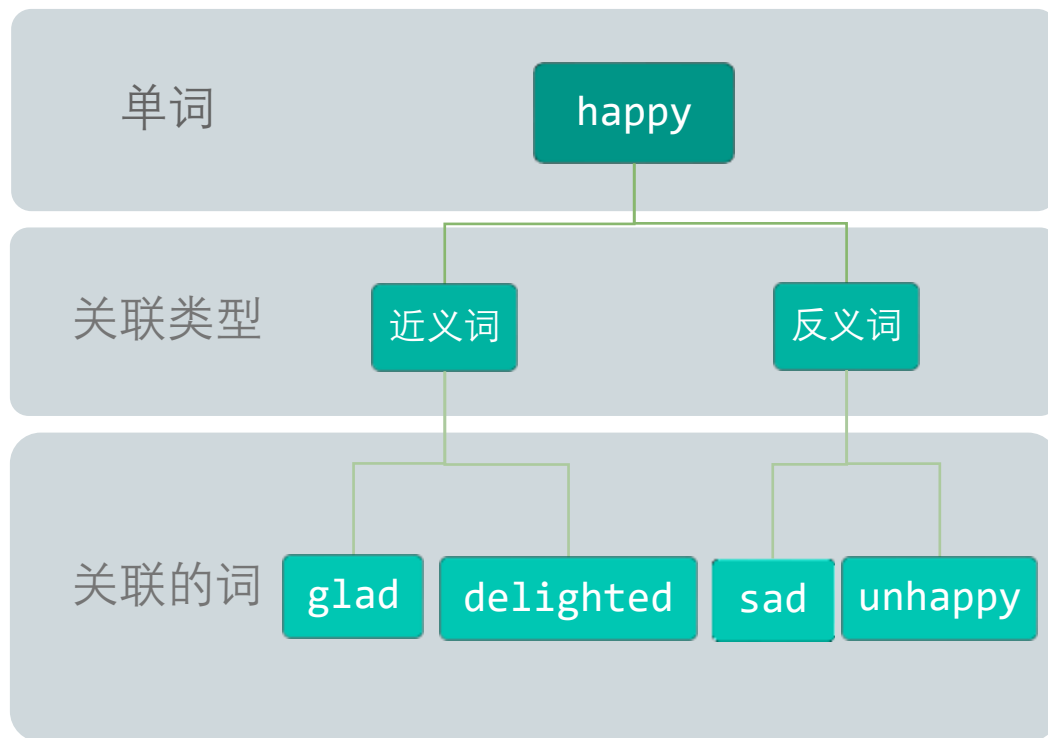 单词
happy
关联类型
近义词
反义词
关联的词
glad
delighted
sad
unhappy